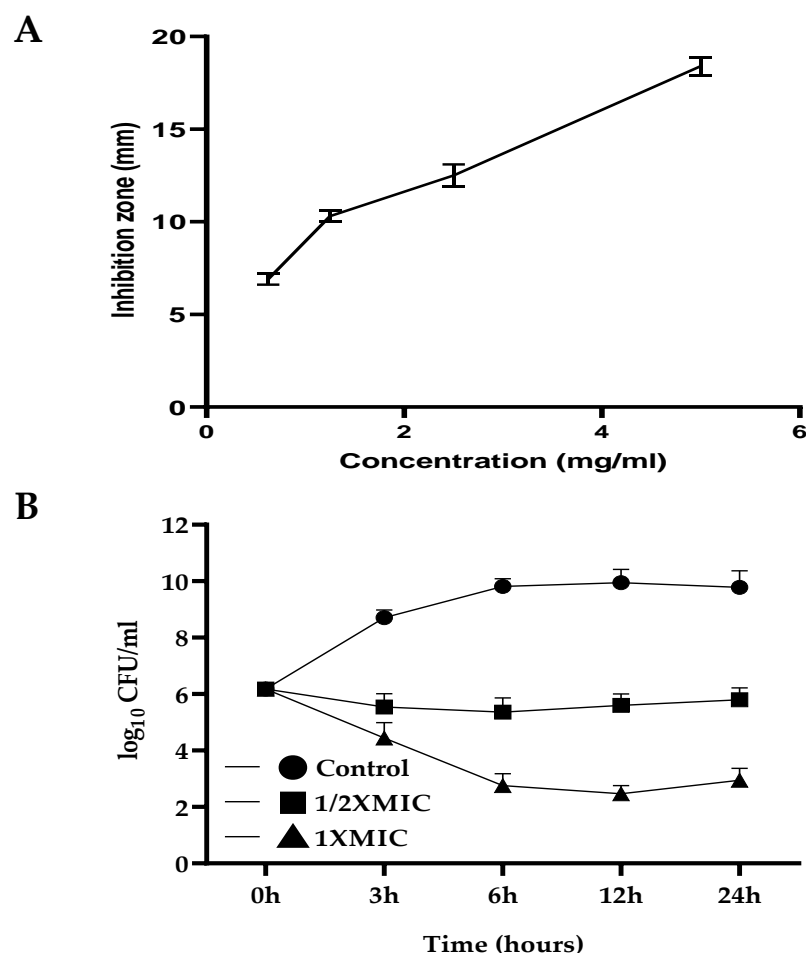 A
20
15
10
5
0
Inhibition zone (mm)
0 2 4 6
Concentration (mg/ml)
B
12
10
8
6
4
2
0
log10 CFU/ml
Control
1/2XMIC
1XMIC
0h 3h 6h 12h 24h
Time (hours)